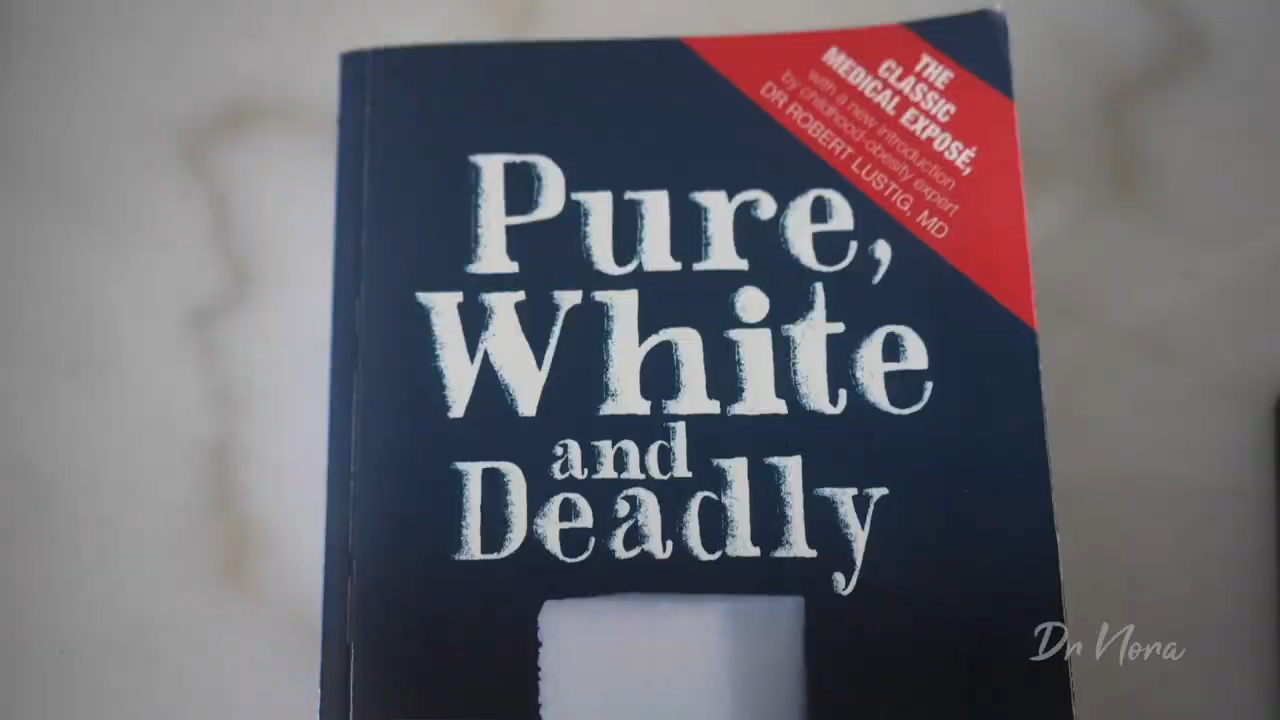 THE
CLASSIC
MEDICAL EXPOSÉ,
with a new introduction
by childhood-obesity expert
DR ROBERT LUSTIG, MD
Pure,
White
and
Deadly
Dr Nora